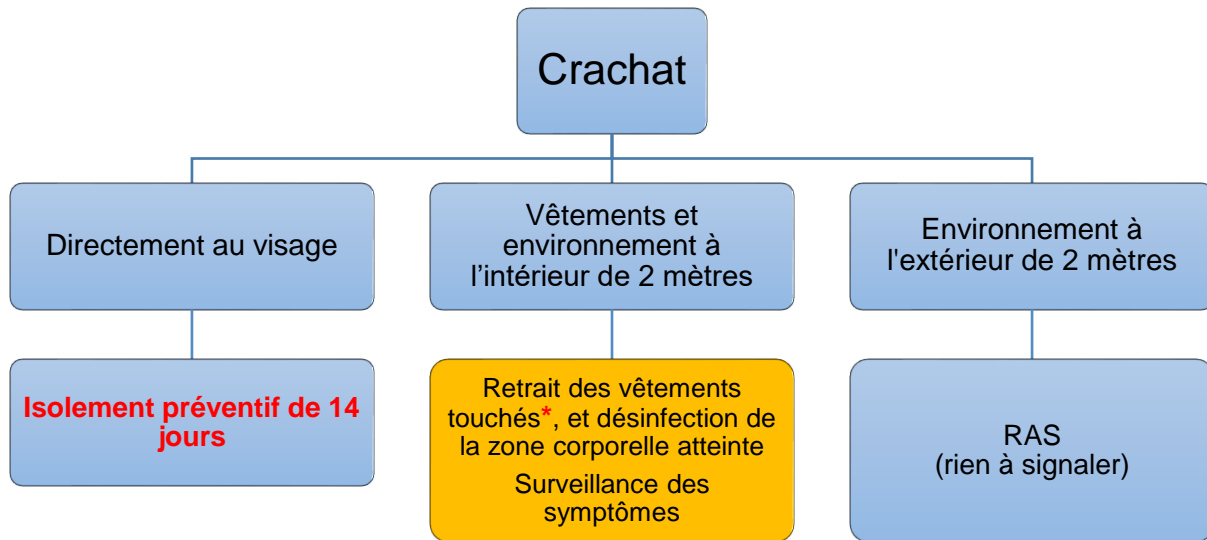 Crachat
Directement au visage
Vêtements et
environnement à
l’intérieur de 2 mètres
Environnement à
l'extérieur de 2 mètres
Isolement préventif de 14
jours
Retrait des vêtements
touchés*, et désinfection de
la zone corporelle atteinte
Surveillance des
symptômes
RAS
(rien à signaler)